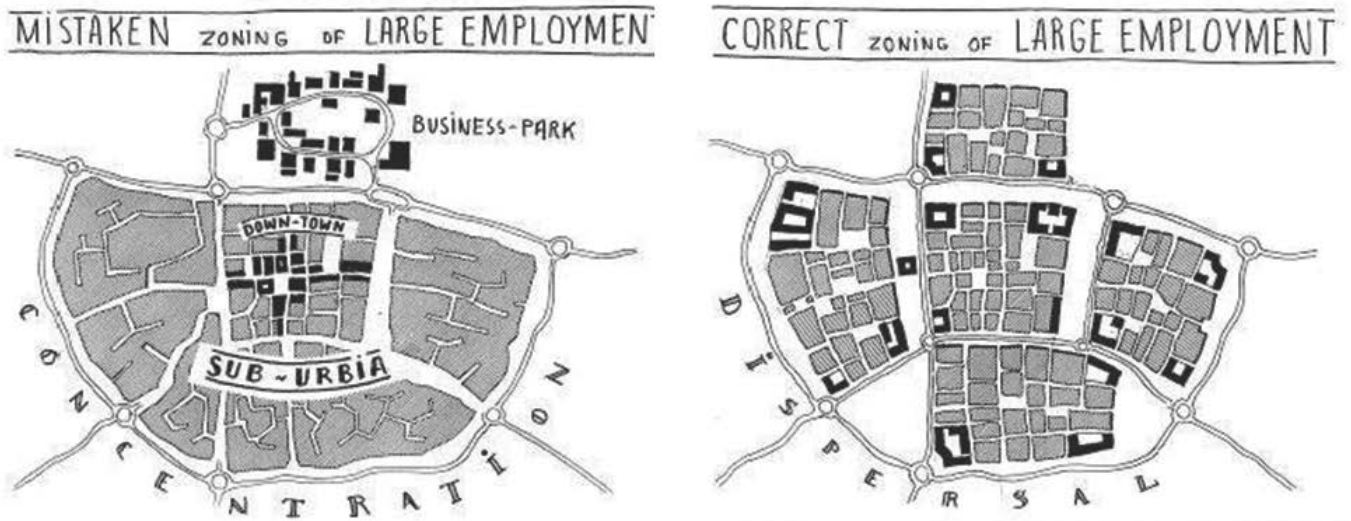 MISTAKEN ZONING OF LARGE EMPLOYMEN
BUSINESS-PARK
DOWN-TOWN
SUB-URBIA
CONCENTRATION
CORRECT ZONING OF LARGE EMPLOYMENT
DISPERSAL